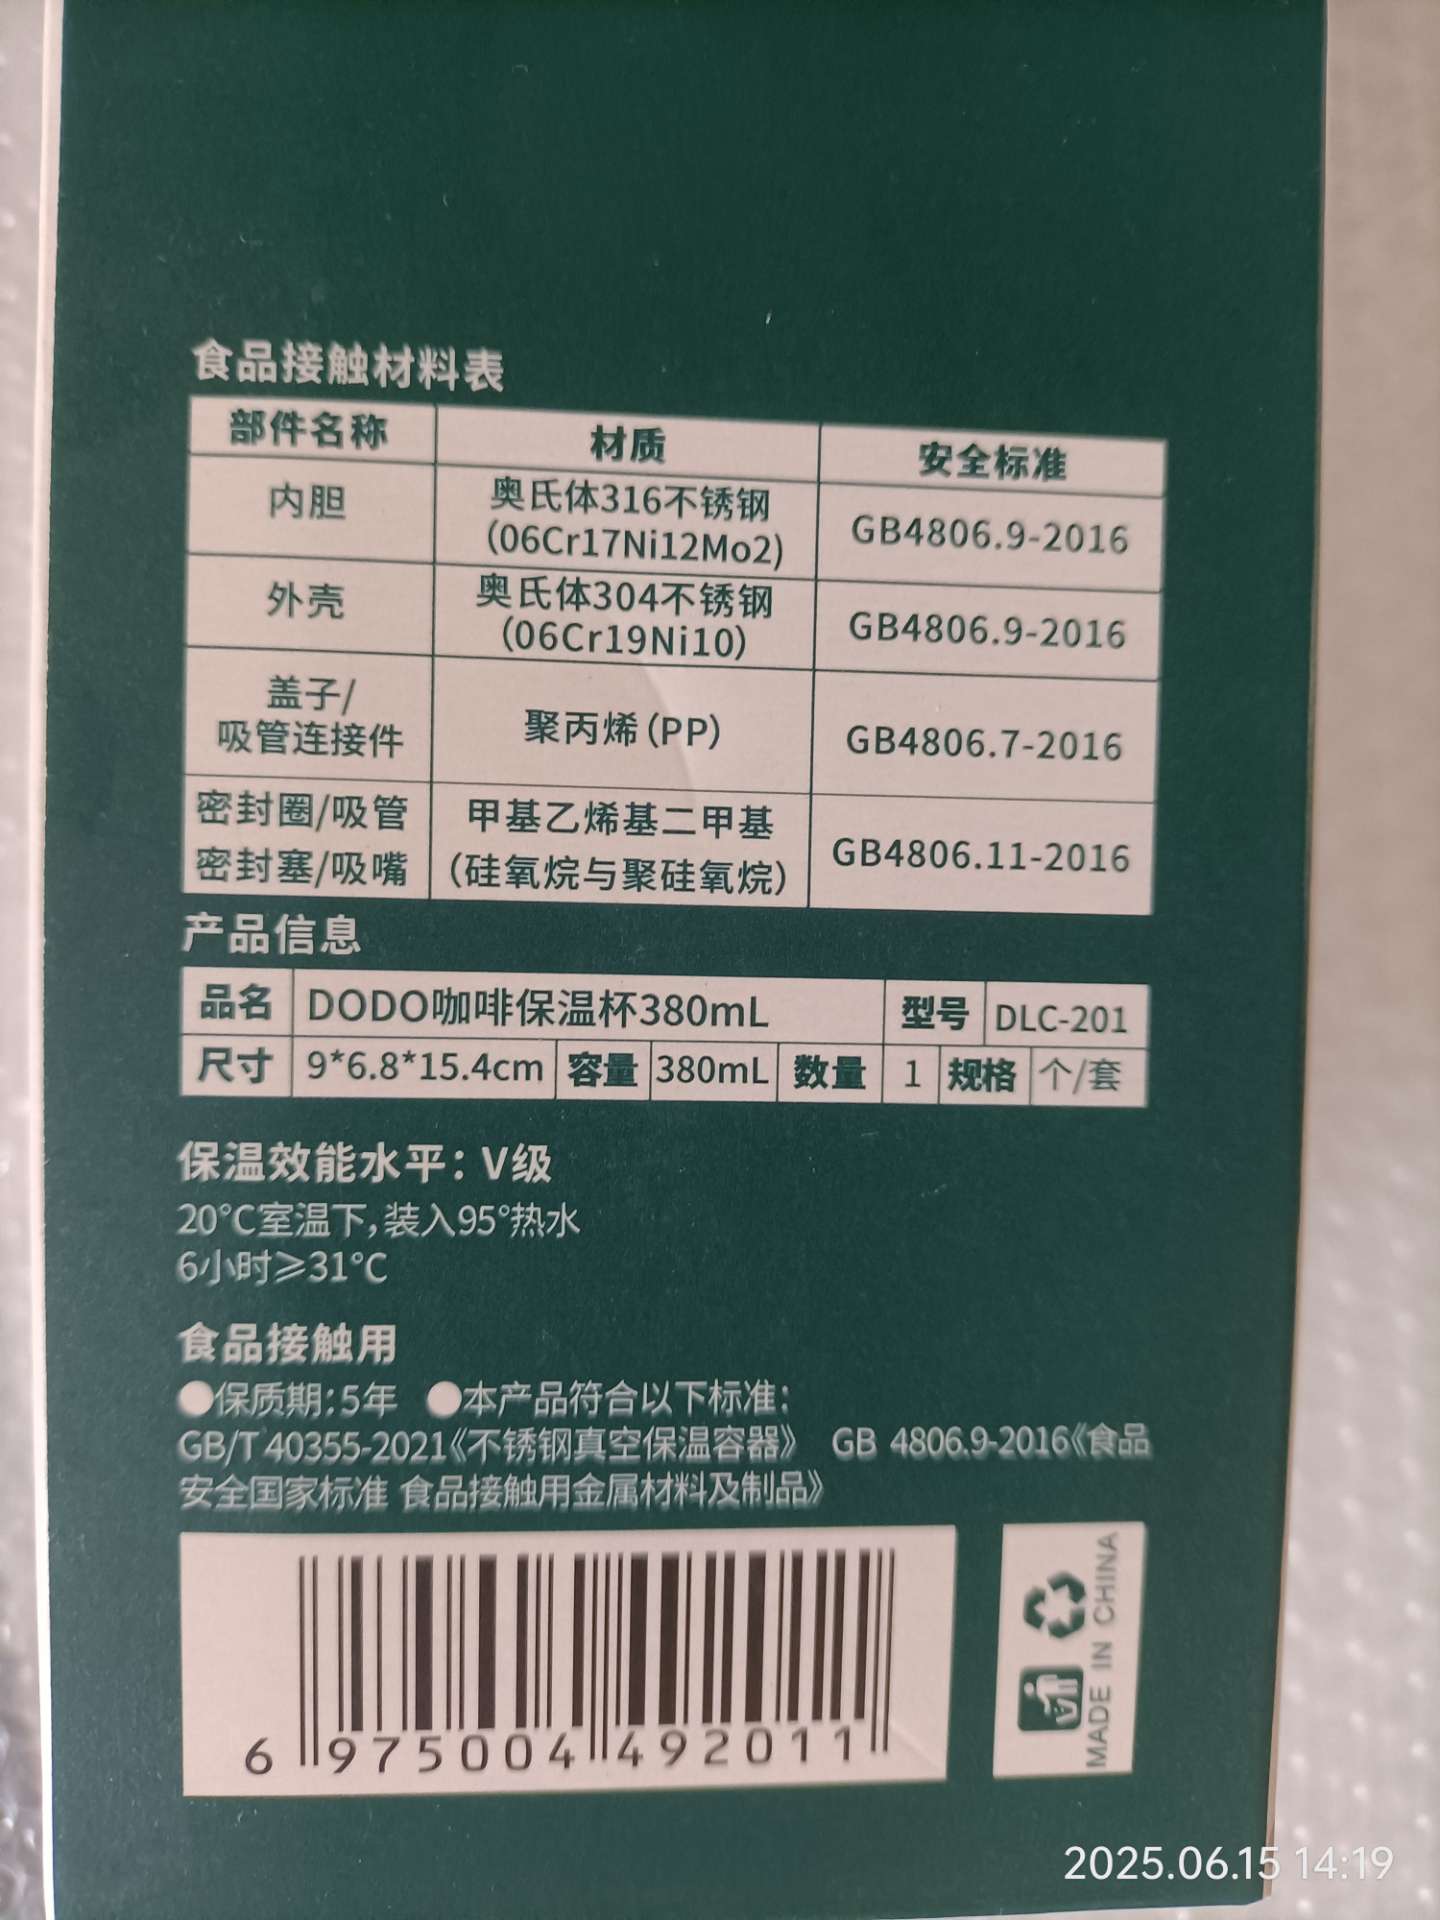 食品接触材料表
部件名称 材质 安全标准
内胆 奥氏体316不锈钢 (06Cr17Ni12Mo2) GB4806.9-2016
外壳 奥氏体304不锈钢 (06Cr19Ni10) GB4806.9-2016
盖子/吸管连接件 聚丙烯(PP) GB4806.7-2016
密封圈/吸管 甲基乙烯基二甲基
密封塞/吸嘴 (硅氧烷与聚硅氧烷) GB4806.11-2016
产品信息
品名 DODO咖啡保温杯380mL 型号 DLC-201
尺寸 9*6.8*15.4cm 容量 380mL 数量 1 规格 个/套
保温效能水平：V级
20°C室温下，装入95°热水
6小时≥31°C
食品接触用
●保质期：5年 ●本产品符合以下标准：
GB/T 40355-2021《不锈钢真空保温容器》 GB 4806.9-2016《食品
安全国家标准 食品接触用金属材料及制品》
6 975004 492011
MADE IN CHINA
2025.06.15 14:19